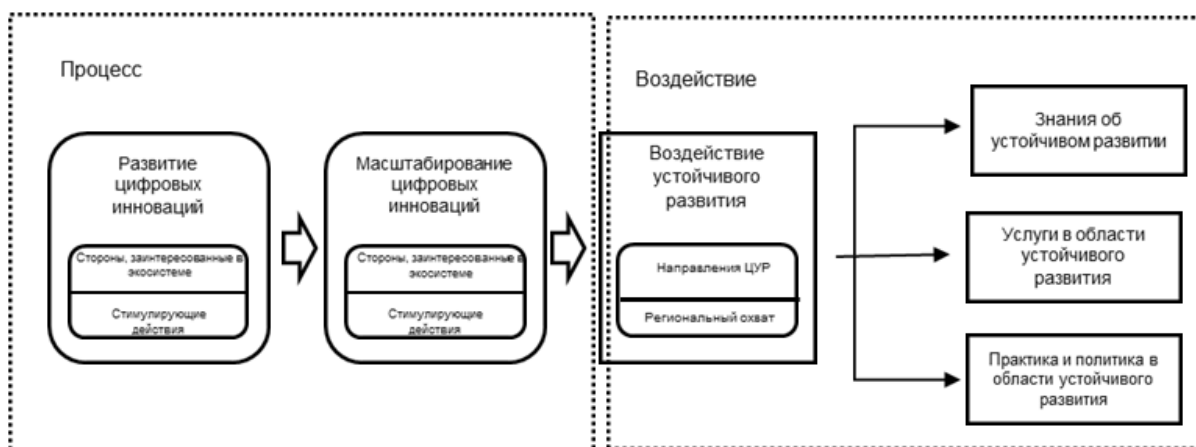 Процесс
Развитие
цифровых
инноваций
Стороны, заинтересованные в
экосистеме
Стимулирующие
действия
Масштабирование
цифровых
инноваций
Стороны, заинтересованные в
экосистеме
Стимулирующие
действия
Воздействие
Воздействие
устойчивого
развития
Направления ЦУР
Региональный охват
Знания об
устойчивом развитии
Услуги в области
устойчивого
развития
Практика и политика в
области устойчивого
развития